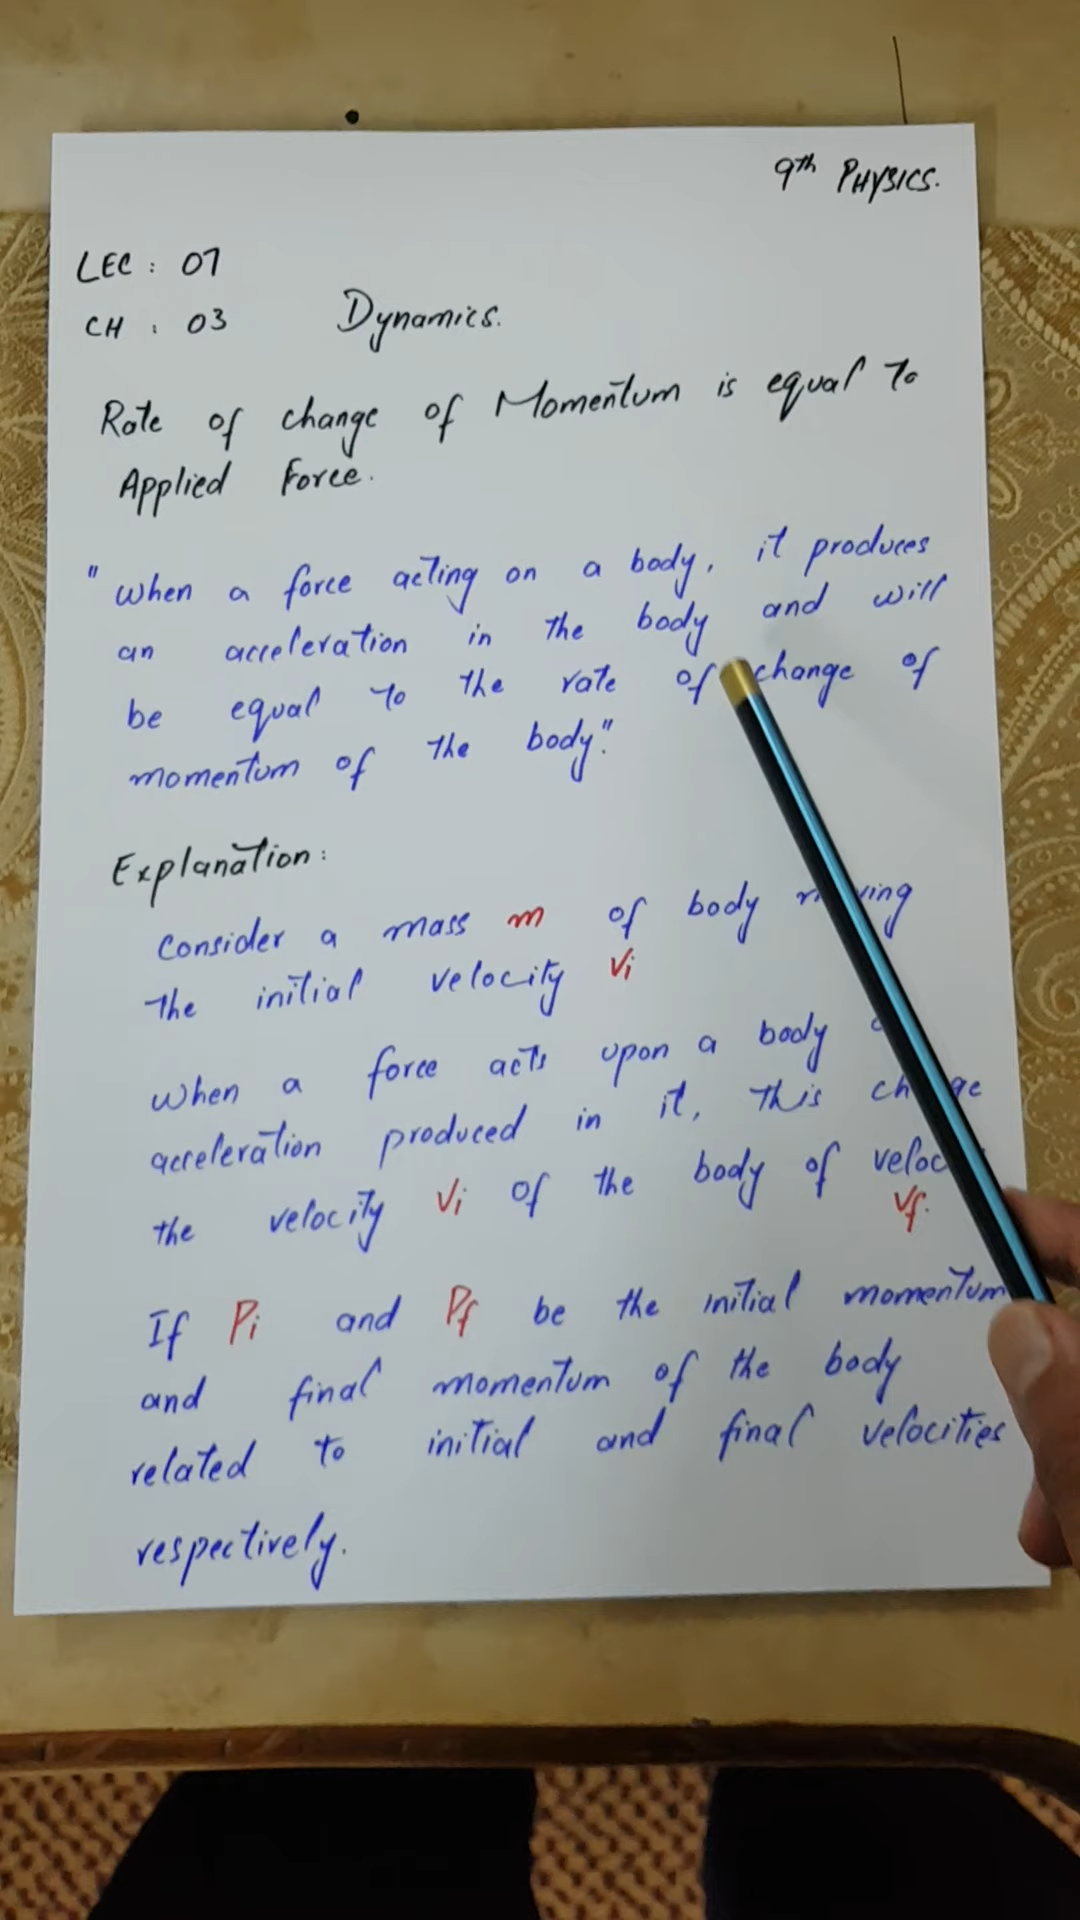 9th PHYSICS.
LEC : 07
CH : 03 Dynamics.
Rate of change of Momentum is equal to
Applied Force.
" when a force acting on a body, it produces
an acceleration in the body and will
be equal to the rate of change of
momentum of the body".
Explanation:
Consider a mass m of body
the initial velocity Vi
when a force acts upon a body
acceleration produced in it, This
the velocity Vi of the body of
Vf.
If Pi and Pf be the initial momentum
and final momentum of the body
related to initial and final velocities
respectively.